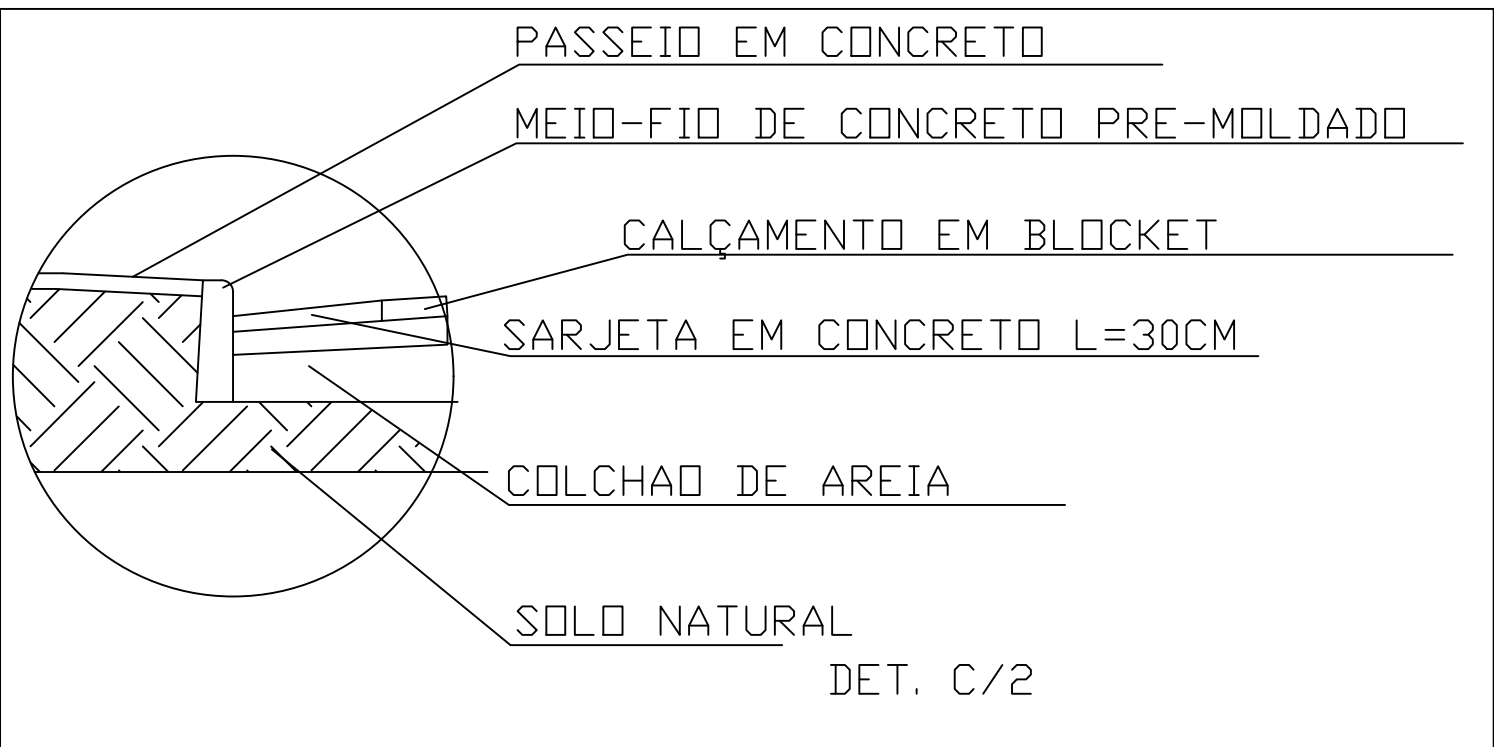 PASSEIO EM CONCRETO
MEIO-FIO DE CONCRETO PRE-MOLDADO
CALÇAMENTO EM BLOCKET
SARJETA EM CONCRETO L=30CM
COLCHAO DE AREIA
SOLO NATURAL
DET. C/2